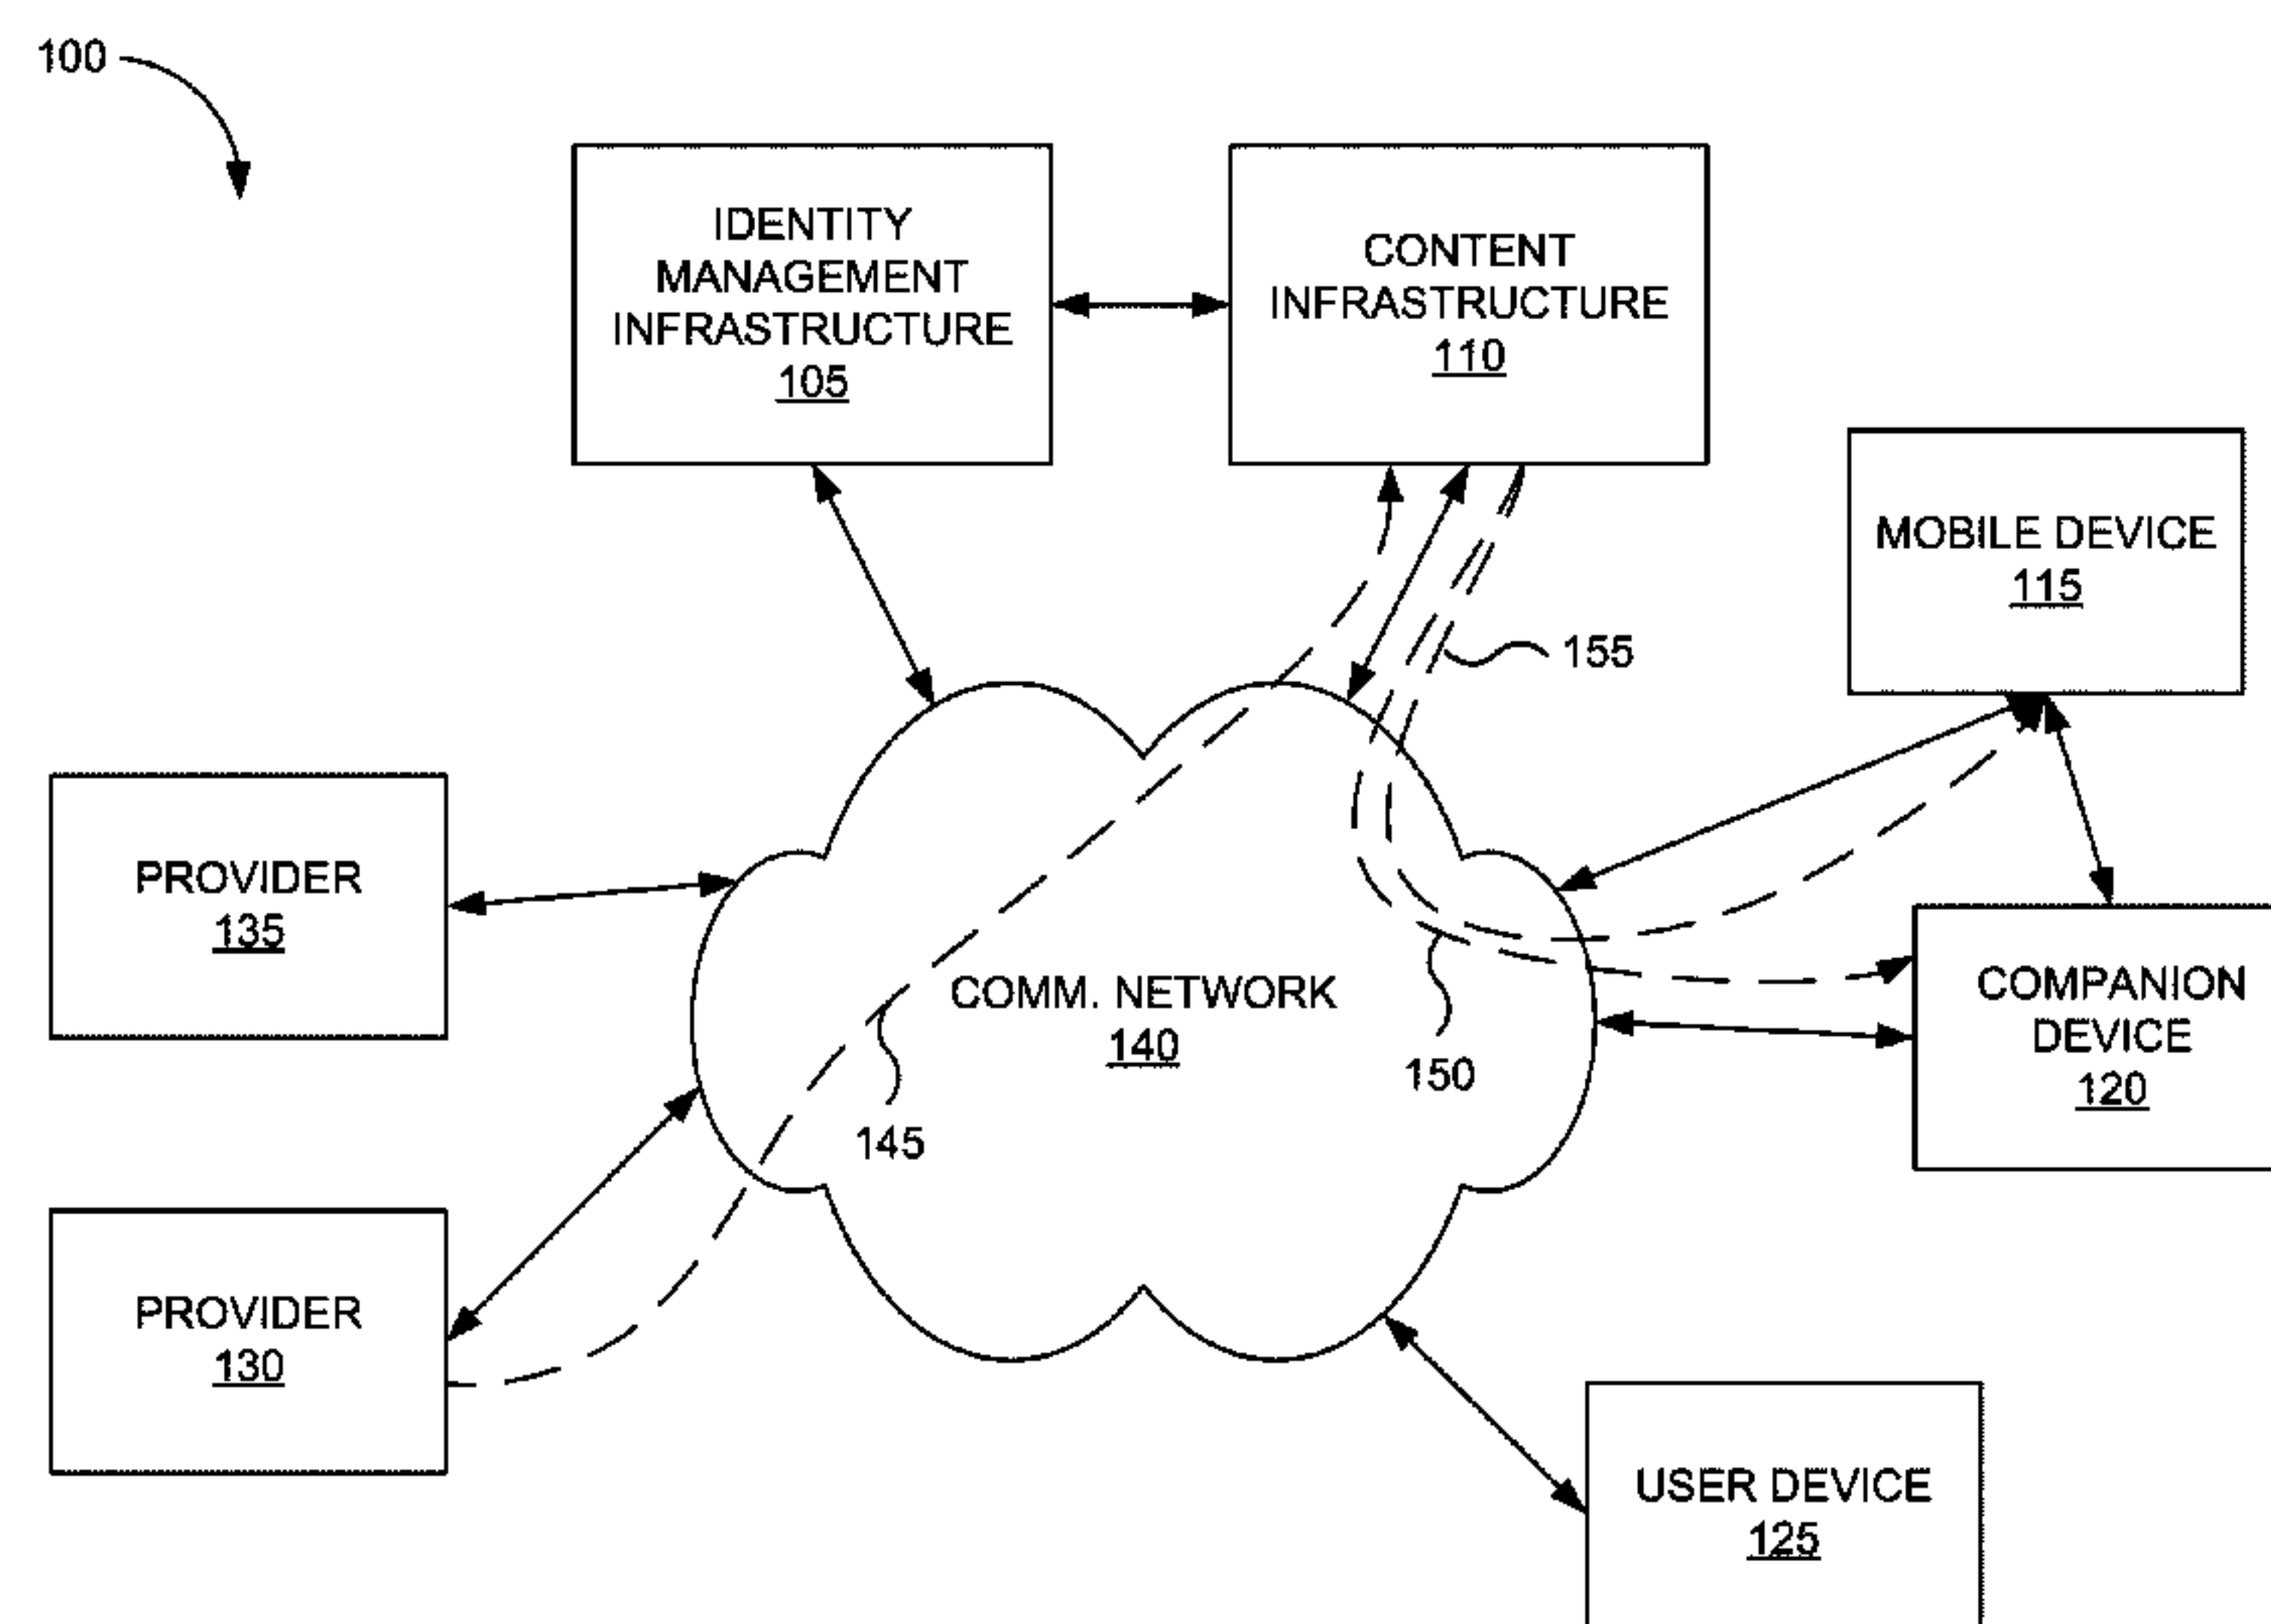 100
IDENTITY
MANAGEMENT
INFRASTRUCTURE
105
CONTENT
INFRASTRUCTURE
110
MOBILE DEVICE
115
155
PROVIDER
135
COMM. NETWORK
140
150
145
COMPANION
DEVICE
120
PROVIDER
130
USER DEVICE
125